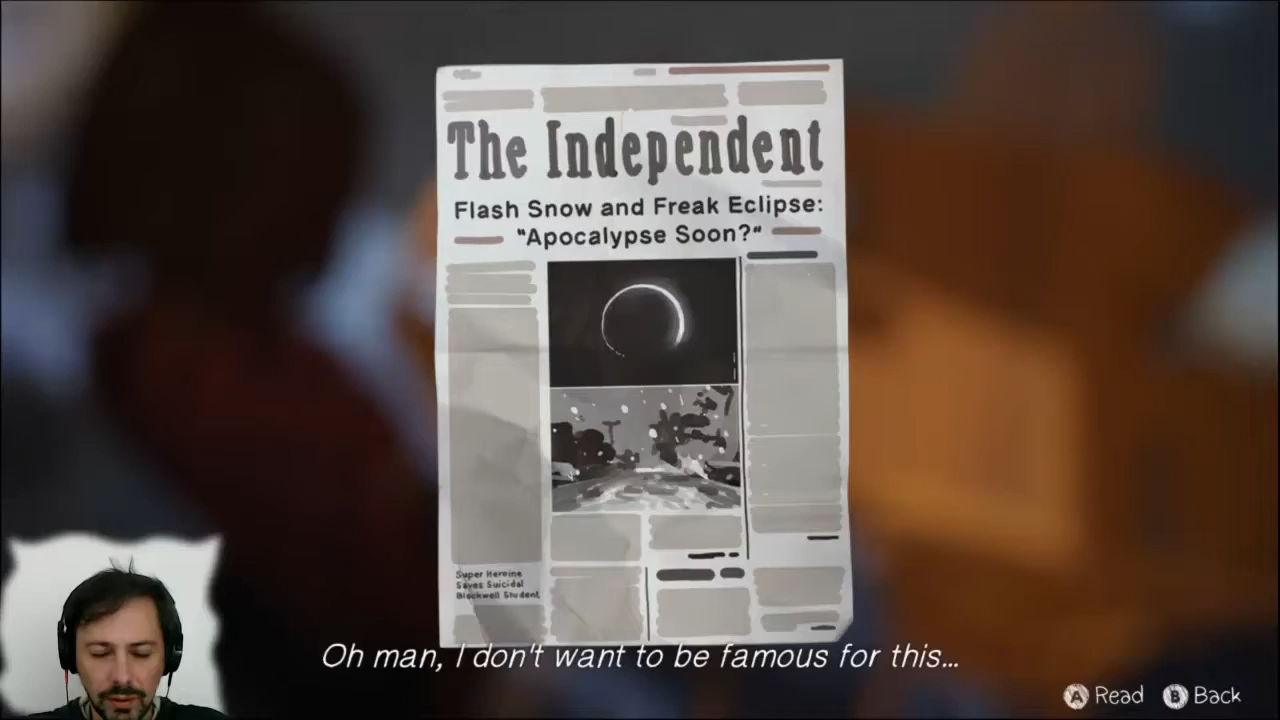 The Independent
Flash Snow and Freak Eclipse:
"Apocalypse Soon?"
Super Heroine
Saves Suicidal
Blackwell Student
Oh man, I don't want to be famous for this...
A Read B Back